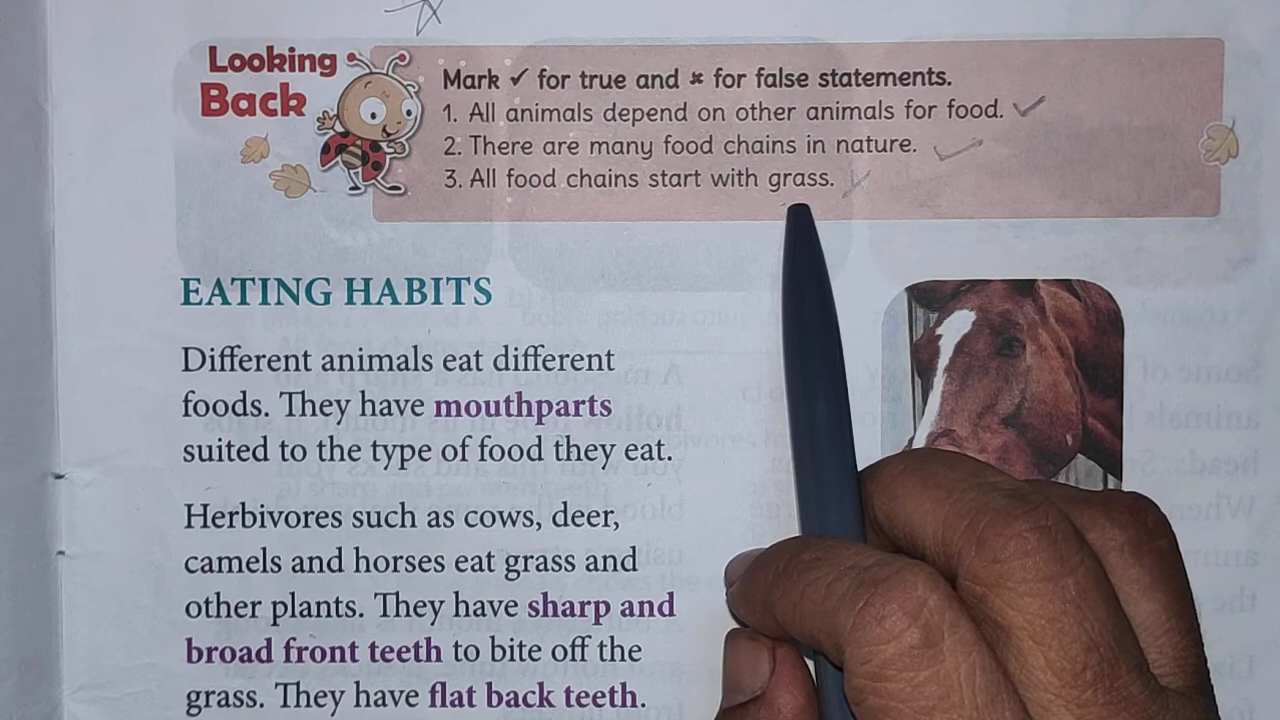 Looking
Back
Mark ✓ for true and ✗ for false statements.
1. All animals depend on other animals for food. ✓
2. There are many food chains in nature. ✓
3. All food chains start with grass.
EATING HABITS
Different animals eat different
foods. They have mouthparts
suited to the type of food they eat.
Herbivores such as cows, deer,
camels and horses eat grass and
other plants. They have sharp and
broad front teeth to bite off the
grass. They have flat back teeth.